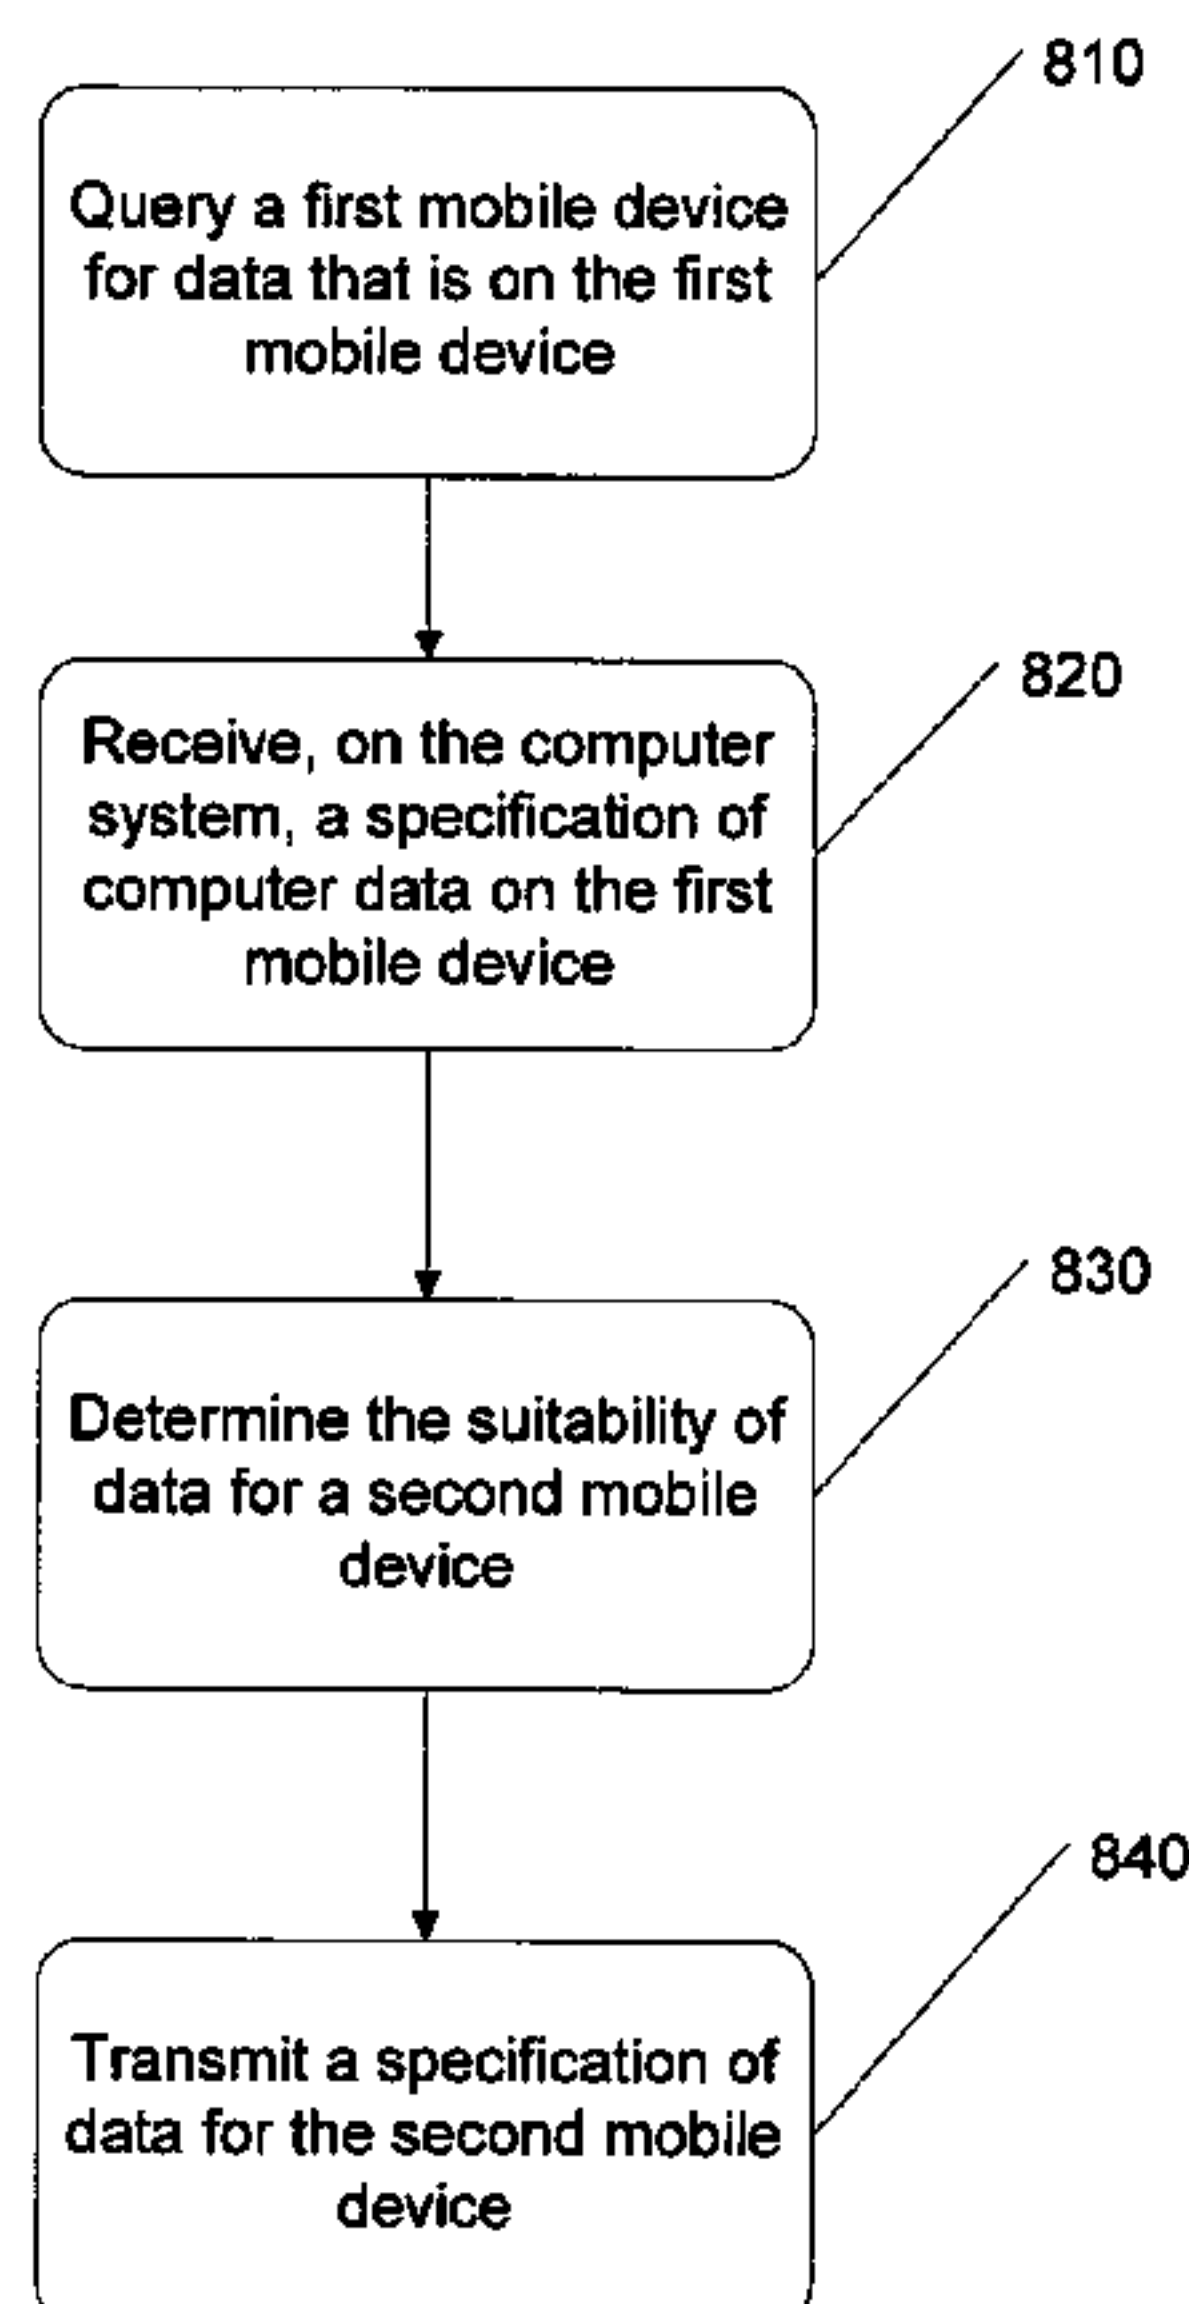 810
Query a first mobile device
for data that is on the first
mobile device
820
Receive, on the computer
system, a specification of
computer data on the first
mobile device
830
Determine the suitability of
data for a second mobile
device
840
Transmit a specification of
data for the second mobile
device